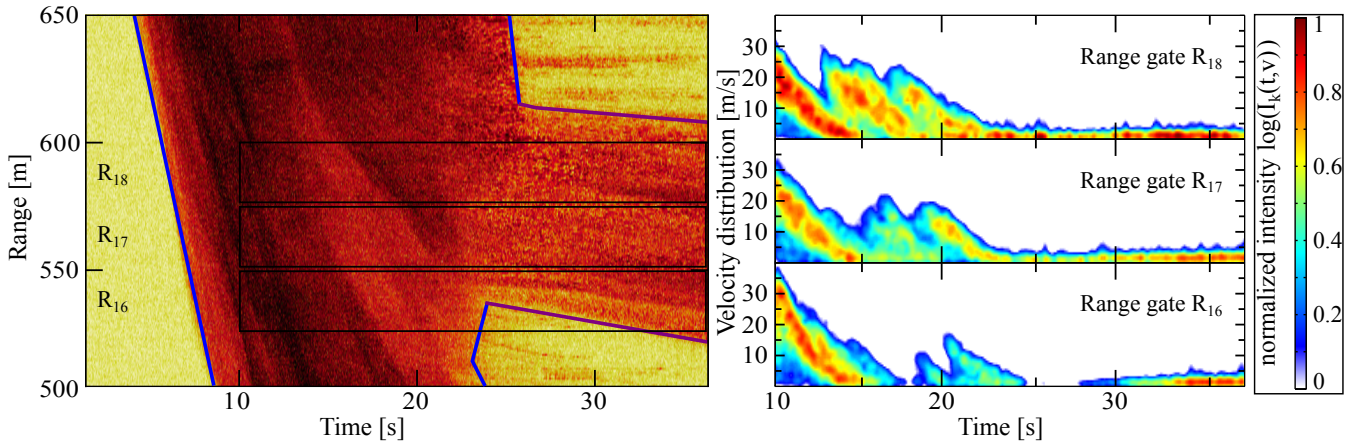 650
600
550
500
Range [m]
R18
R17
R16
10
20
30
Time [s]
30
20
10
Range gate R18
30
20
10
Range gate R17
30
20
10
Range gate R16
Velocity distribution [m/s]
10
20
30
Time [s]
normalized intensity log(Ik(t,v))
1
0.8
0.6
0.4
0.2
0